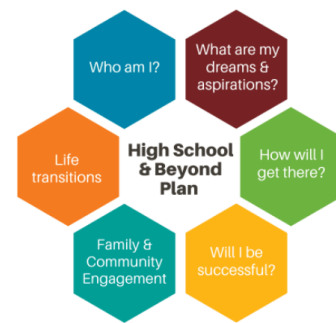 Who am I?
What are my
dreams &
aspirations?
Life
transitions
High School
& Beyond
Plan
How will I
get there?
Family &
Community
Engagement
Will I be
successful?